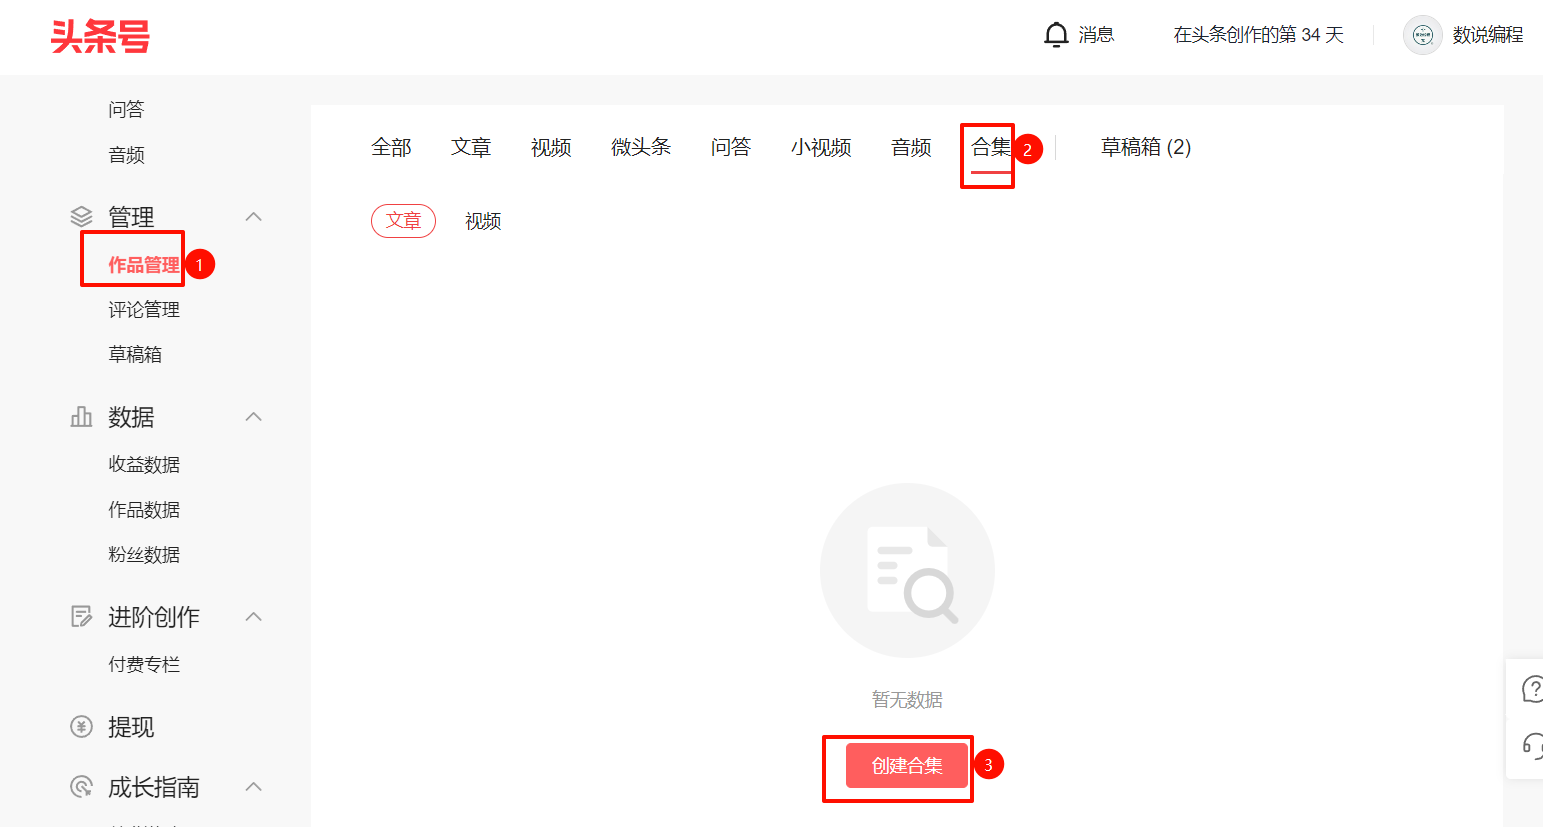 头条号
消息
在头条创作的第 34 天
数说编程
问答
音频
管理
作品管理
1
评论管理
草稿箱
数据
收益数据
作品数据
粉丝数据
进阶创作
付费专栏
提现
成长指南
全部
文章
视频
微头条
问答
小视频
音频
合集
2
草稿箱 (2)
文章
视频
暂无数据
创建合集
3